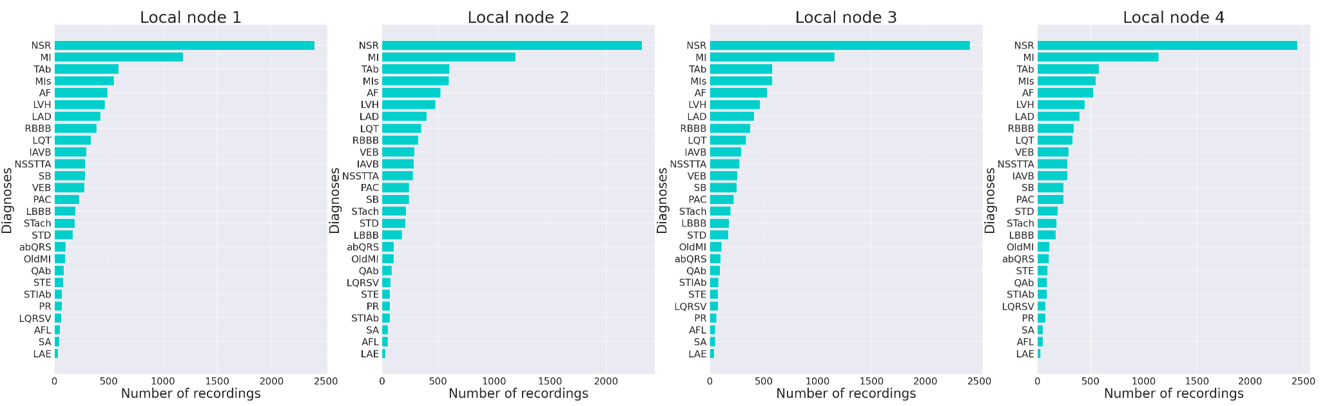 Local node 1
NSR
MI
TAb
MIs
AF
LVH
LAD
RBBB
LQT
IAVB
NSSTTA
SB
VEB
PAC
LBBB
STach
STD
abQRS
OldMI
QAb
STE
STIAb
PR
LQRSV
AFL
SA
LAE
Diagnoses
0 500 1000 1500 2000 2500
Number of recordings
Local node 2
NSR
MI
TAb
MIs
AF
LVH
LAD
LQT
RBBB
VEB
IAVB
NSSTTA
PAC
SB
STach
STD
LBBB
abQRS
OldMI
QAb
LQRSV
STE
PR
STIAb
SA
AFL
LAE
Diagnoses
0 500 1000 1500 2000
Number of recordings
Local node 3
NSR
MI
TAb
MIs
AF
LVH
LAD
RBBB
LQT
IAVB
NSSTTA
VEB
SB
PAC
STach
LBBB
STD
OldMI
abQRS
QAb
STIAb
STE
LQRSV
PR
AFL
SA
LAE
Diagnoses
0 500 1000 1500 2000 2500
Number of recordings
Local node 4
NSR
MI
TAb
MIs
AF
LVH
LAD
RBBB
LQT
VEB
NSSTTA
IAVB
SB
PAC
STD
STach
LBBB
OldMI
abQRS
STE
QAb
STIAb
LQRSV
PR
SA
AFL
LAE
Diagnoses
0 500 1000 1500 2000 2500
Number of recordings